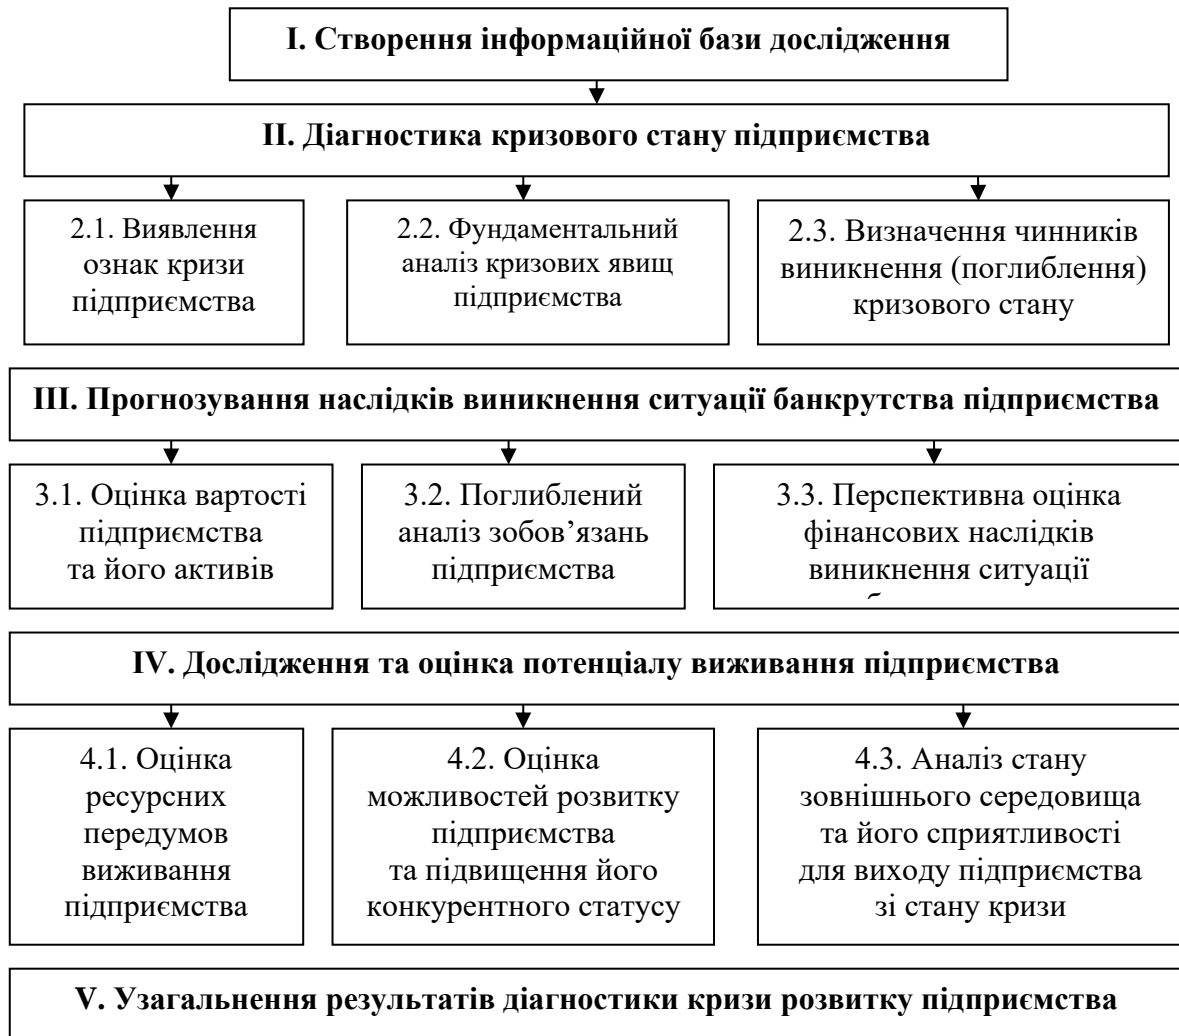 I. Створення інформаційної бази дослідження
II. Діагностика кризового стану підприємства
2.1. Виявлення
ознак кризи
підприємства
2.2. Фундаментальний
аналіз кризових явищ
підприємства
2.3. Визначення чинників
виникнення (поглиблення)
кризового стану
III. Прогнозування наслідків виникнення ситуації банкрутства підприємства
3.1. Оцінка вартості
підприємства
та його активів
3.2. Поглиблений
аналіз зобов’язань
підприємства
3.3. Перспективна оцінка
фінансових наслідків
виникнення ситуації
IV. Дослідження та оцінка потенціалу виживання підприємства
4.1. Оцінка
ресурсних
передумов
виживання
підприємства
4.2. Оцінка
можливостей розвитку
підприємства
та підвищення його
конкурентного статусу
4.3. Аналіз стану
зовнішнього середовища
та його сприятливості
для виходу підприємства
зі стану кризи
V. Узагальнення результатів діагностики кризи розвитку підприємства